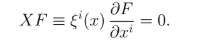 XF ≡ ξ^i(x) ∂F/∂x^i = 0.